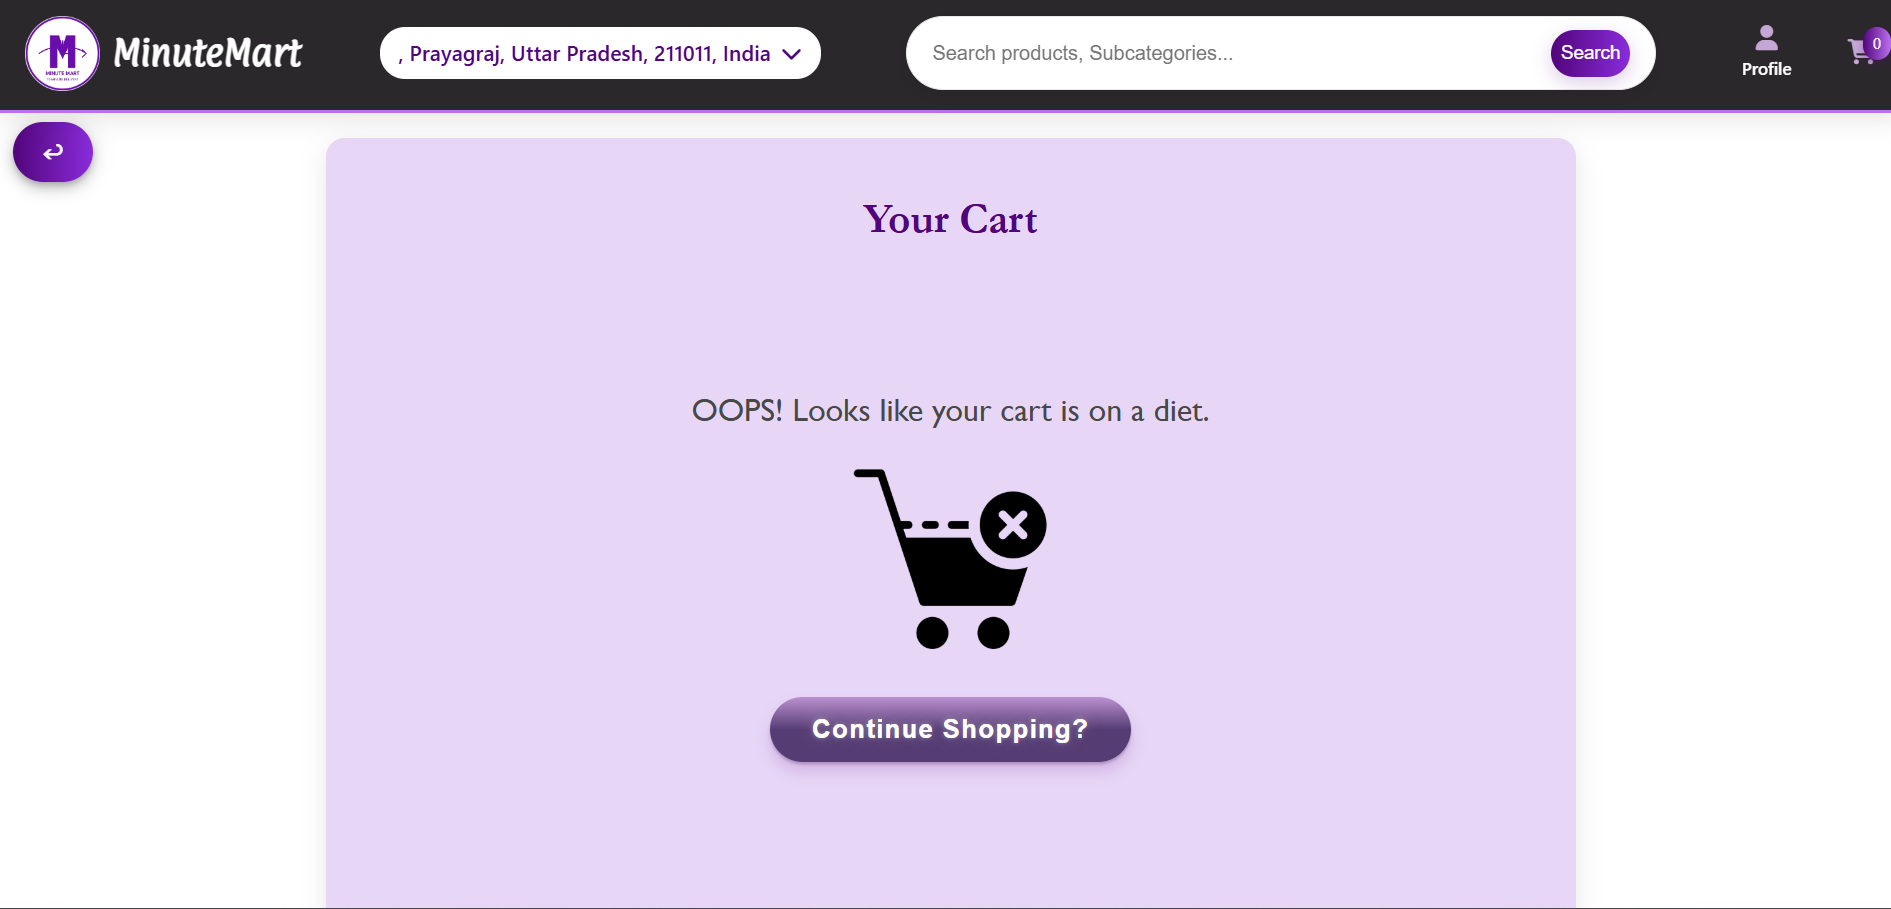 M
MINUTE MART
MinuteMart
, Prayagraj, Uttar Pradesh, 211011, India
Search products, Subcategories...
Search
Profile
0
Your Cart
OOPS! Looks like your cart is on a diet.
Continue Shopping?